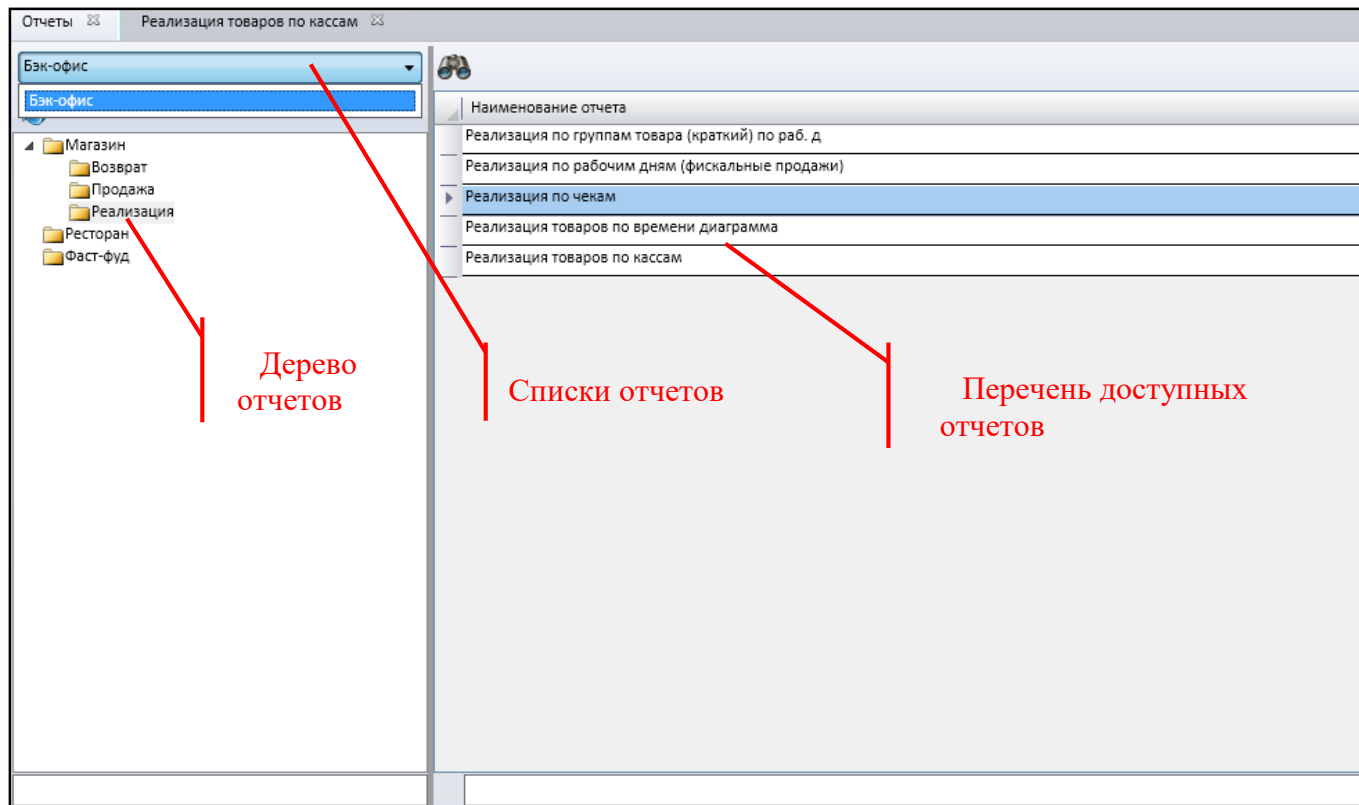 Отчеты
Реализация товаров по кассам
Бэк-офис
Бэк-офис
Магазин
Возврат
Продажа
Реализация
Ресторан
Фаст-фуд
Наименование отчета
Реализация по группам товара (краткий) по раб. д
Реализация по рабочим дням (фискальные продажи)
Реализация по чекам
Реализация товаров по времени диаграмма
Реализация товаров по кассам
Дерево
отчетов
Списки отчетов
Перечень доступных
отчетов